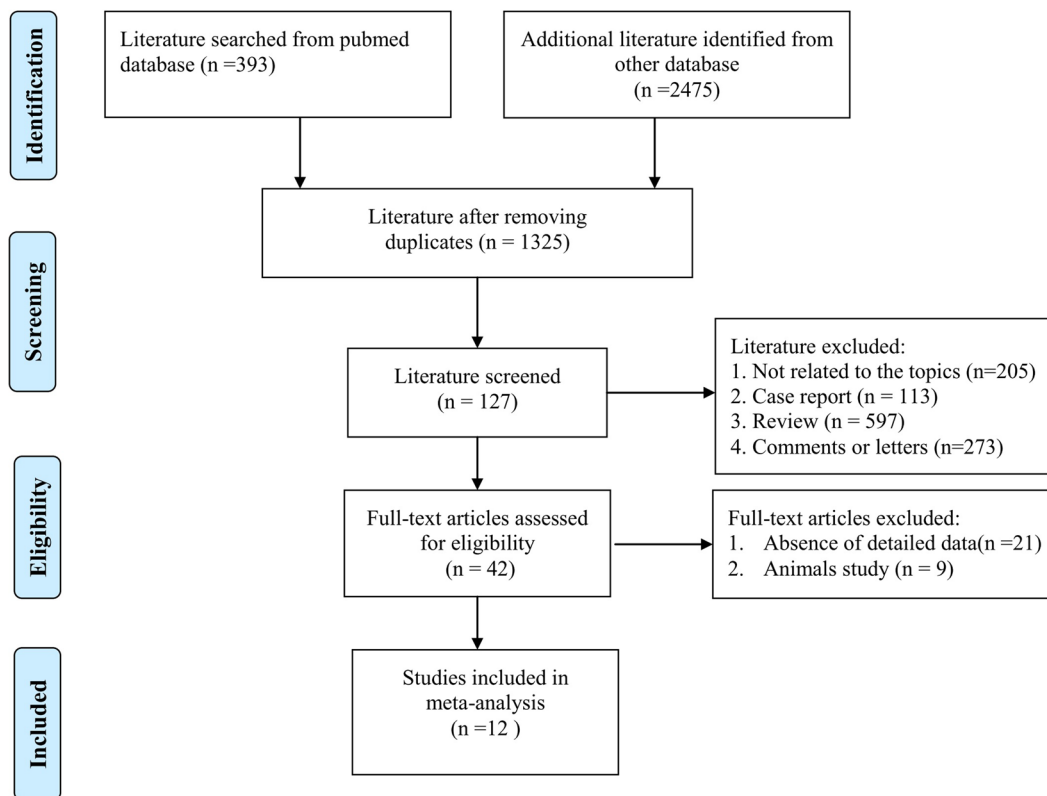 Identification
Literature searched from pubmed
database (n =393)
Additional literature identified from
other database
(n =2475)
Literature after removing
duplicates (n = 1325)
Screening
Literature screened
(n = 127)
Literature excluded:
1. Not related to the topics (n=205)
2. Case report (n = 113)
3. Review (n = 597)
4. Comments or letters (n=273)
Eligibility
Full-text articles assessed
for eligibility
(n = 42)
Full-text articles excluded:
1. Absence of detailed data(n =21)
2. Animals study (n = 9)
Included
Studies included in
meta-analysis
(n =12 )